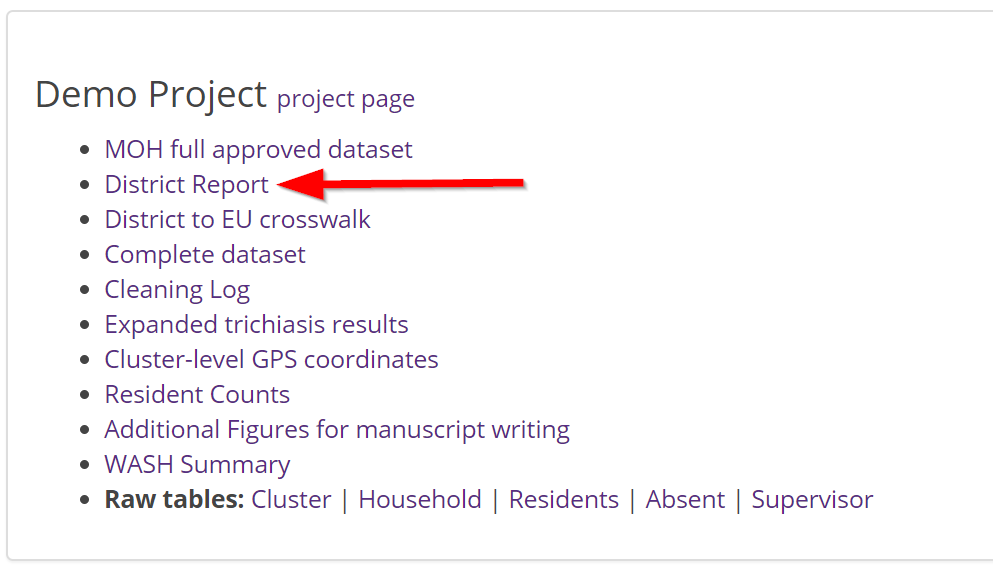 Demo Project project page
MOH full approved dataset
District Report
District to EU crosswalk
Complete dataset
Cleaning Log
Expanded trichiasis results
Cluster-level GPS coordinates
Resident Counts
Additional Figures for manuscript writing
WASH Summary
Raw tables: Cluster | Household | Residents | Absent | Supervisor